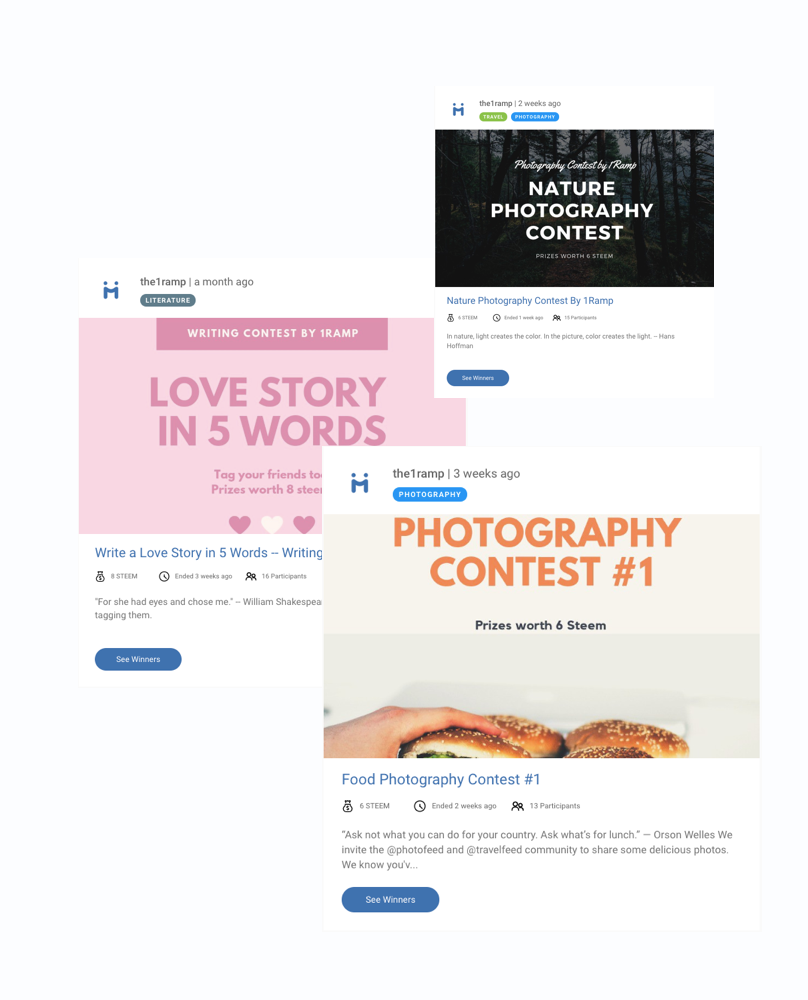 the1ramp | 2 weeks ago
TRAVEL PHOTOGRAPHY
Photography Contest by 1Ramp
NATURE
PHOTOGRAPHY
CONTEST
PRIZES WORTH 6 STEEM
Nature Photography Contest By 1Ramp
6 STEEM Ended 1 week ago 15 Participants
In nature, light creates the color. In the picture, color creates the light. -- Hans
Hoffman
See Winners
the1ramp | a month ago
LITERATURE
WRITING CONTEST BY 1RAMP
LOVE STORY
IN 5 WORDS
Tag your friends too
Prizes worth 8 steem
Write a Love Story in 5 Words -- Writing
8 STEEM Ended 3 weeks ago 16 Participants
"For she had eyes and chose me." -- William Shakespea
tagging them.
See Winners
the1ramp | 3 weeks ago
PHOTOGRAPHY
PHOTOGRAPHY
CONTEST #1
Prizes worth 6 Steem
Food Photography Contest #1
6 STEEM Ended 2 weeks ago 13 Participants
“Ask not what you can do for your country. Ask what’s for lunch.” — Orson Welles We
invite the @photofeed and @travelfeed community to share some delicious photos.
We know you'v...
See Winners